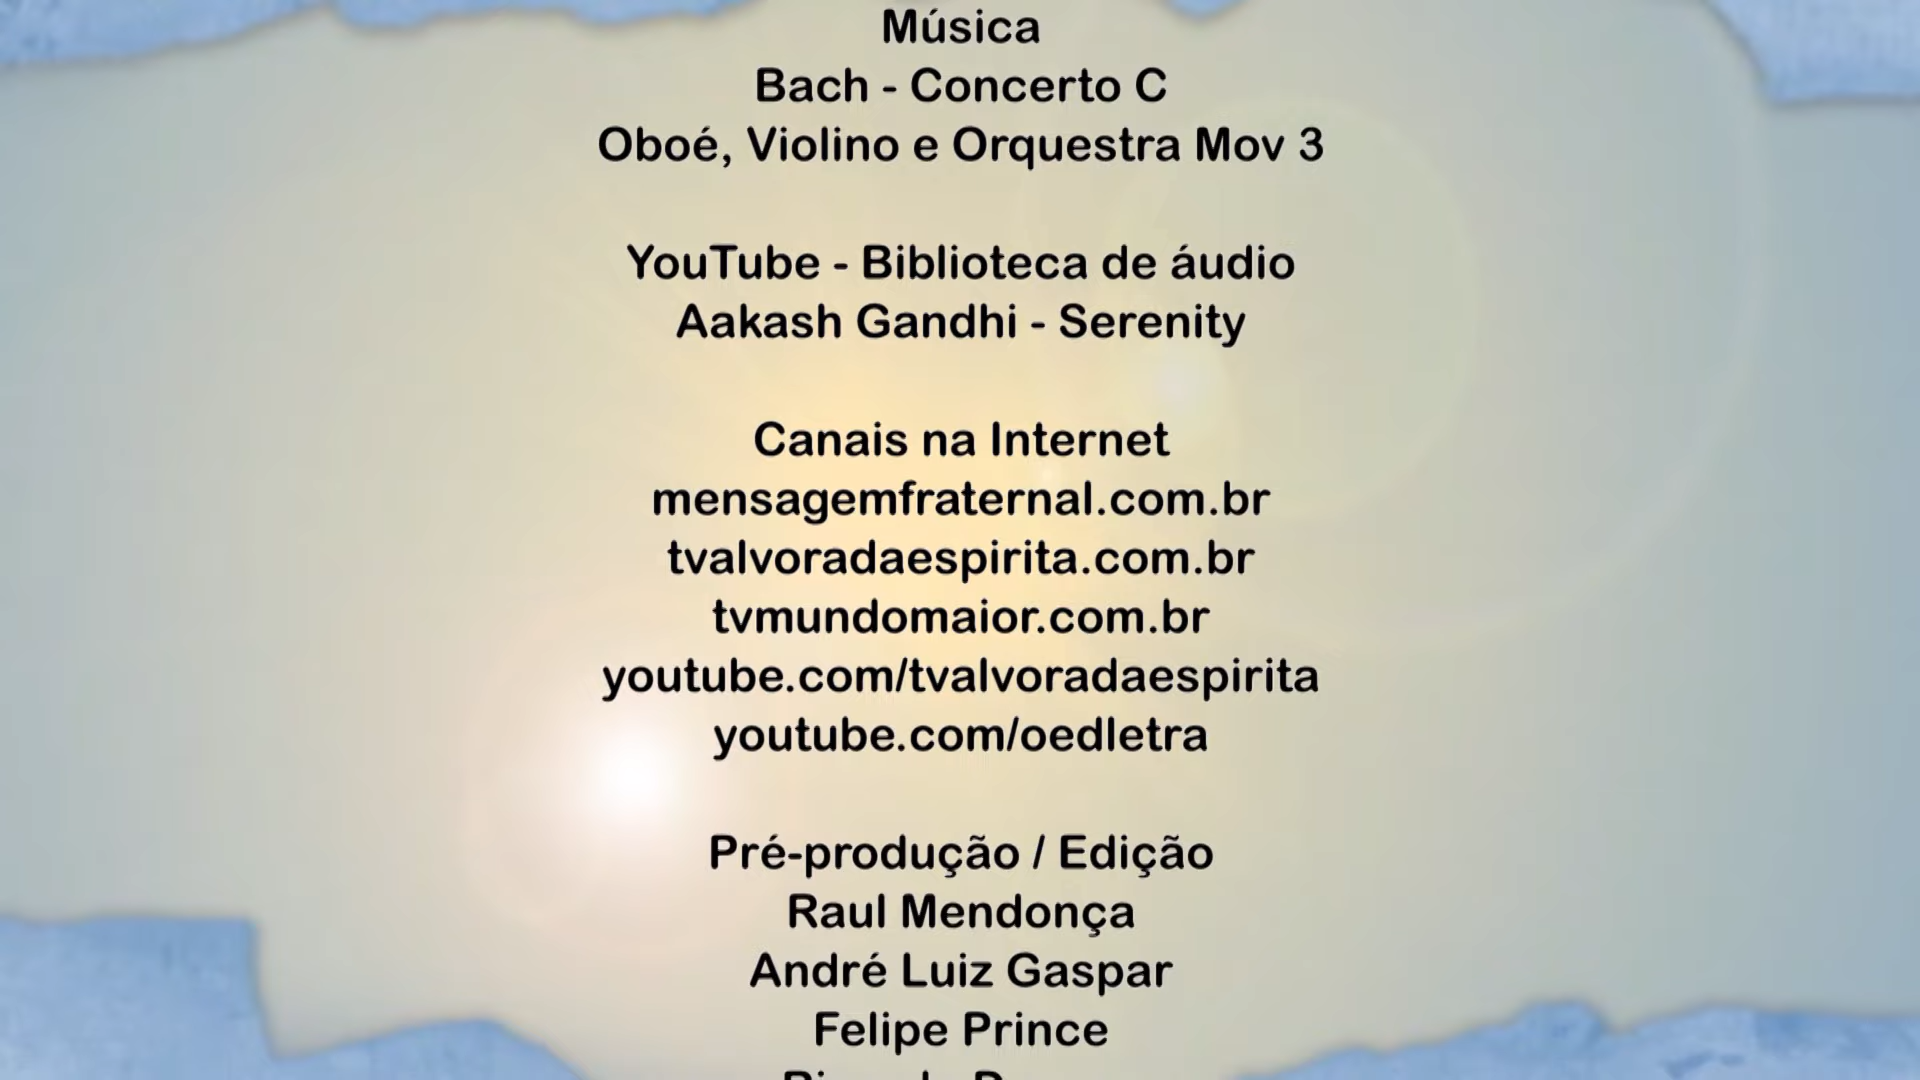 Música
Bach - Concerto C
Oboé, Violino e Orquestra Mov 3
YouTube - Biblioteca de áudio
Aakash Gandhi - Serenity
Canais na Internet
mensagemfraternal.com.br
tvalvoradaespirita.com.br
tvmundomaior.com.br
youtube.com/tvalvoradaespirita
youtube.com/oedletra
Pré-produção / Edição
Raul Mendonça
André Luiz Gaspar
Felipe Prince